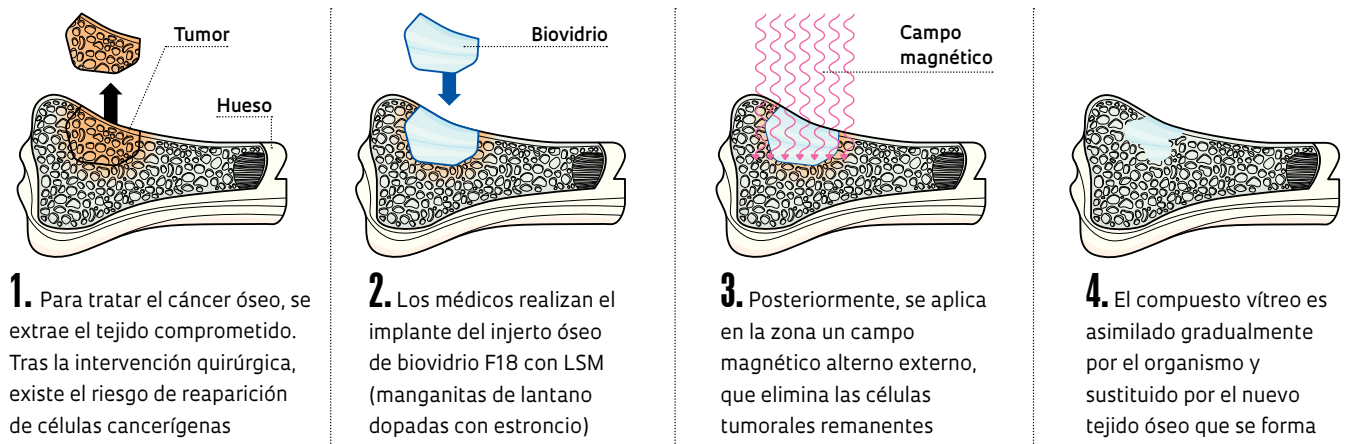 Tumor
Hueso
Biovidrio
Campo
magnético
1. Para tratar el cáncer óseo, se
extrae el tejido comprometido.
Tras la intervención quirúrgica,
existe el riesgo de reaparición
de células cancerígenas
2. Los médicos realizan el
implante del injerto óseo
de biovidrio F18 con LSM
(manganitas de lantano
dopadas con estroncio)
3. Posteriormente, se aplica
en la zona un campo
magnético alterno externo,
que elimina las células
tumorales remanentes
4. El compuesto vítreo es
asimilado gradualmente
por el organismo y
sustituido por el nuevo
tejido óseo que se forma